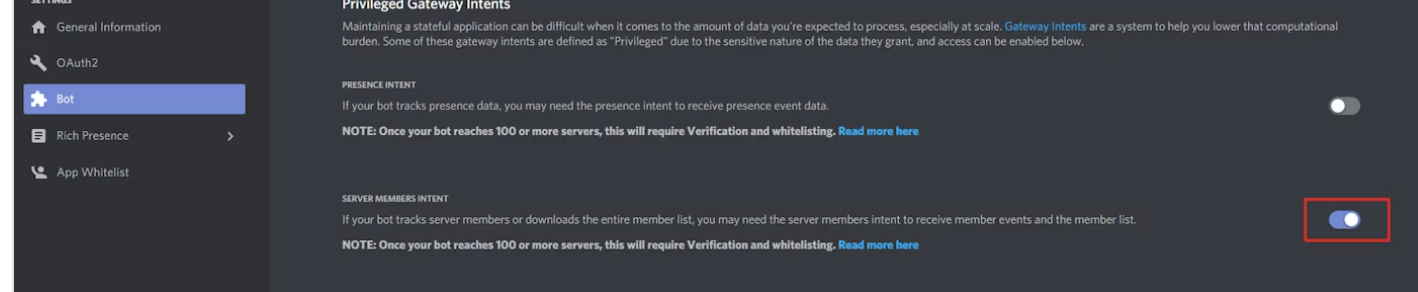 SETTINGS
General Information
OAuth2
Bot
Rich Presence
App Whitelist
Privileged Gateway Intents
Maintaining a stateful application can be difficult when it comes to the amount of data you're expected to process, especially at scale. Gateway Intents are a system to help you lower that computational
burden. Some of these gateway intents are defined as "Privileged" due to the sensitive nature of the data they grant, and access can be enabled below.
PRESENCE INTENT
If your bot tracks presence data, you may need the presence intent to receive presence event data.
NOTE: Once your bot reaches 100 or more servers, this will require Verification and whitelisting. Read more here
SERVER MEMBERS INTENT
If your bot tracks server members or downloads the entire member list, you may need the server members intent to receive member events and the member list.
NOTE: Once your bot reaches 100 or more servers, this will require Verification and whitelisting. Read more here